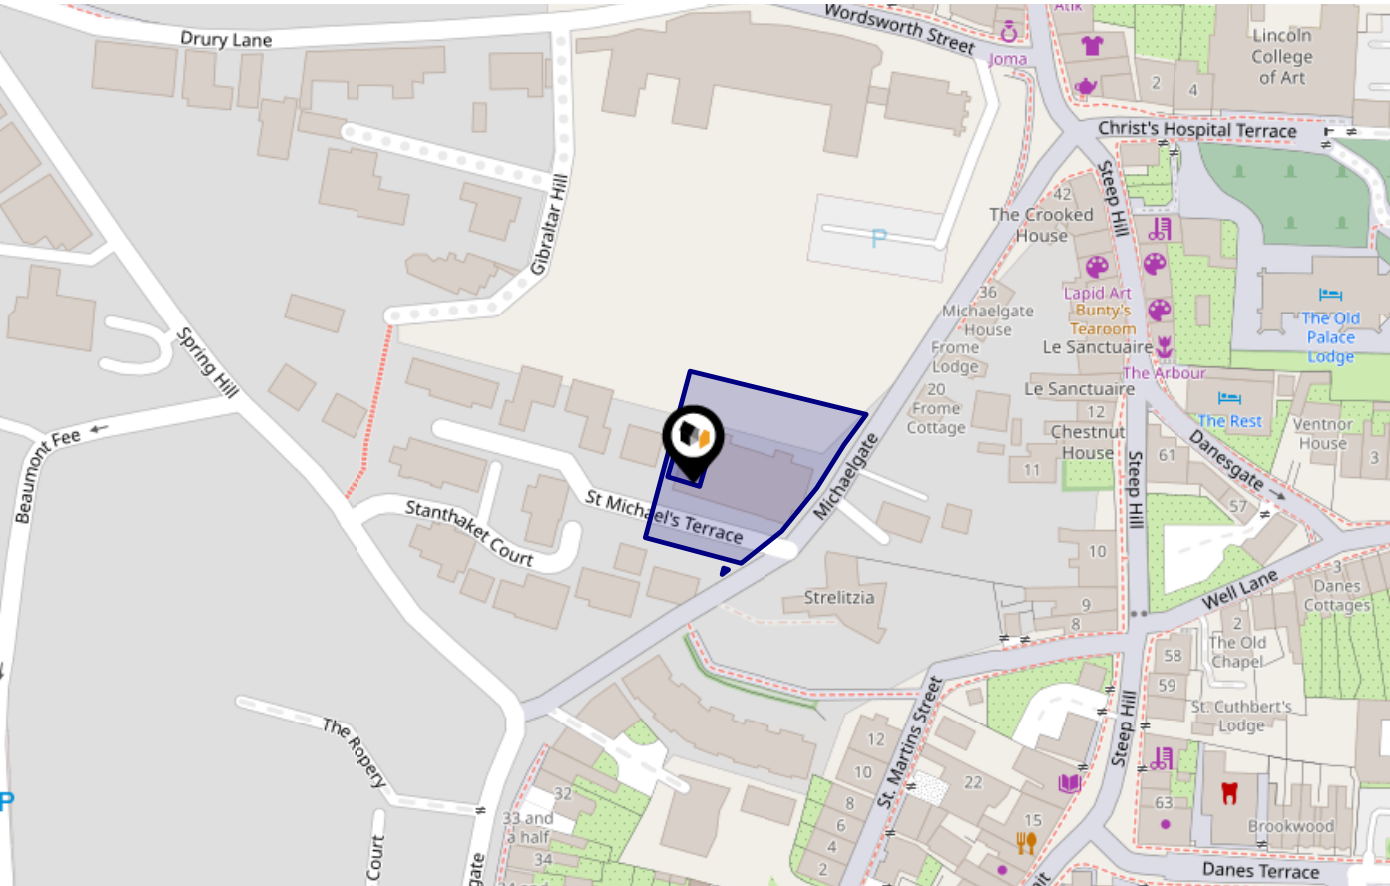 Atik
Wordsworth Street
Drury Lane
Joma
Lincoln
College
of Art
2
4
Christ's Hospital Terrace
Steep Hill
Gibraltar Hill
42
The Crooked
House
P
36
Michaelgate
House
Lapid Art
Bunty's
Tearoom
The Old
Palace
Lodge
Frome
Lodge
Le Sanctuaire
The Arbour
Spring Hill
20
Frome
Cottage
Le Sanctuaire
12
Chestnut
House
The Rest
Ventnor
House
Beaumont Fee
Michaelgate
61
Danesgate
3
11
Steep Hill
St Michael's Terrace
Stanthaket Court
57
10
Strelitzia
9
8
Well Lane
3
Danes
Cottages
2
The Old
Chapel
58
59
St. Cuthbert's
Lodge
The Ropery
St. Martins Street
Steep Hill
12
10
22
P
32
8
63
33 and
a half
6
15
Brookwood
34
4
2
Court
gate
Danes Terrace